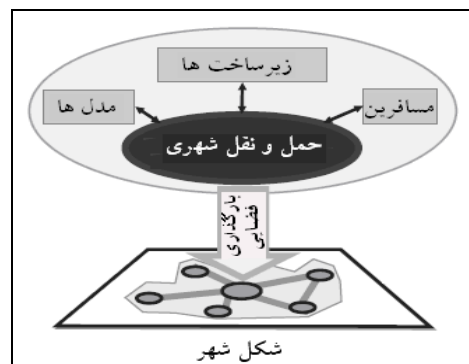 زیرساخت ها
مدل ها
مسافرین
حمل و نقل شهری
بارگذاری
فضایی
شکل شهر